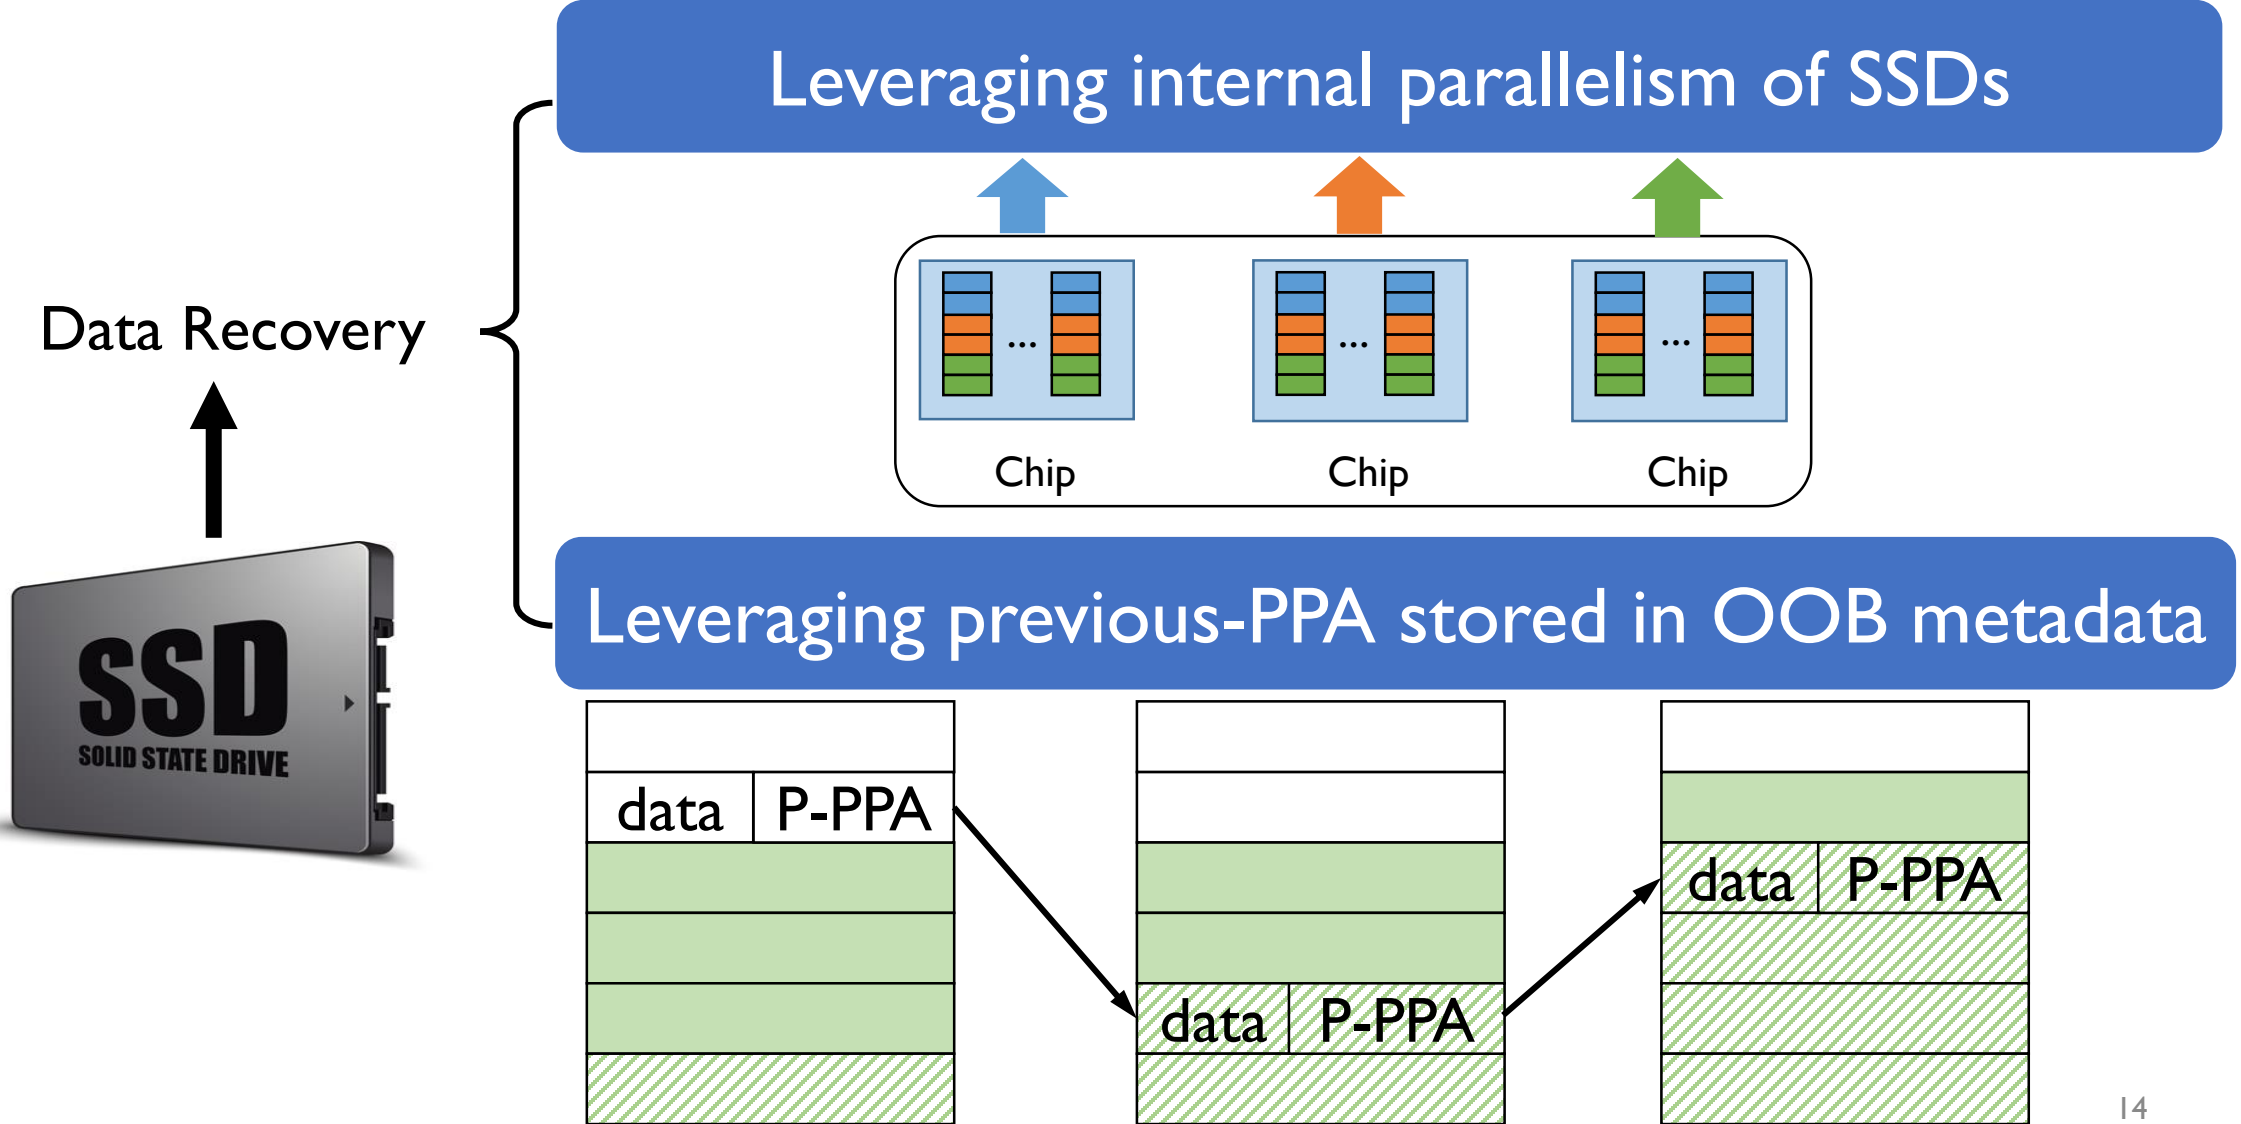 Leveraging internal parallelism of SSDs
Data Recovery
... ... ...
Chip Chip Chip
SSD
SOLID STATE DRIVE
Leveraging previous-PPA stored in OOB metadata
data P-PPA
data P-PPA
data P-PPA
14